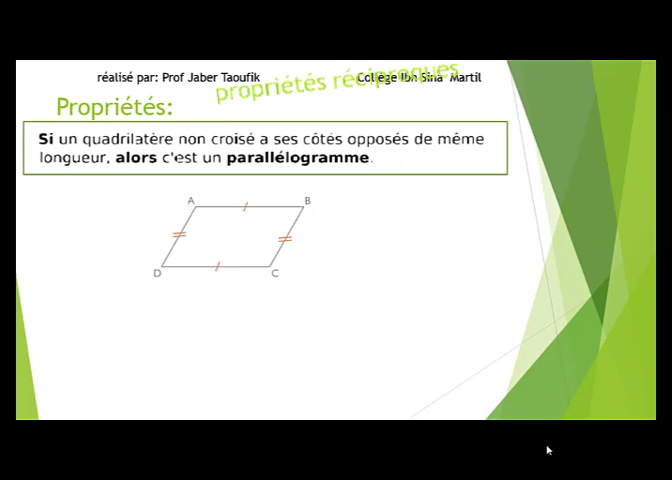 réalisé par: Prof Jaber Taoufik
Collège Ibn Sina Martil
propriétés réciproques
Propriétés:
Si un quadrilatère non croisé a ses côtés opposés de même
longueur, alors c'est un parallélogramme.
A B
D C